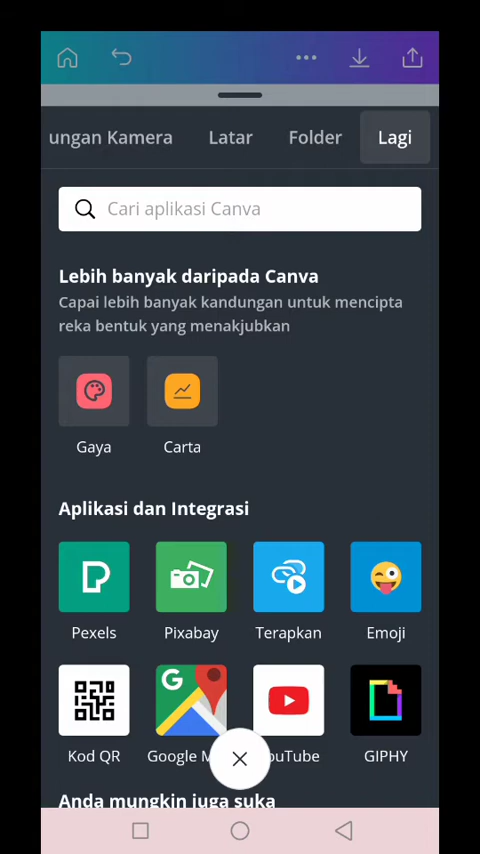 ungan Kamera Latar Folder Lagi
Cari aplikasi Canva
Lebih banyak daripada Canva
Capai lebih banyak kandungan untuk mencipta
reka bentuk yang menakjubkan
Gaya Carta
Aplikasi dan Integrasi
Pexels Pixabay Terapkan Emoji
Kod QR Google M uTube GIPHY
Anda mungkin juga suka